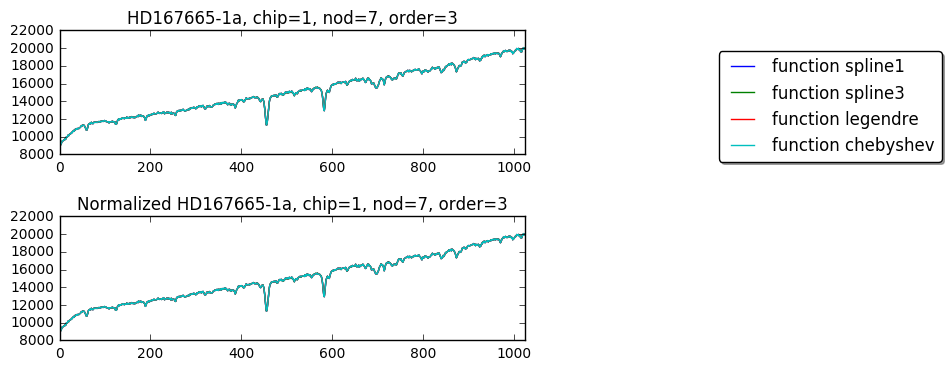 HD167665-1a, chip=1, nod=7, order=3
22000
20000
18000
16000
14000
12000
10000
8000
0 200 400 600 800 1000
function spline1
function spline3
function legendre
function chebyshev
Normalized HD167665-1a, chip=1, nod=7, order=3
22000
20000
18000
16000
14000
12000
10000
8000
0 200 400 600 800 1000